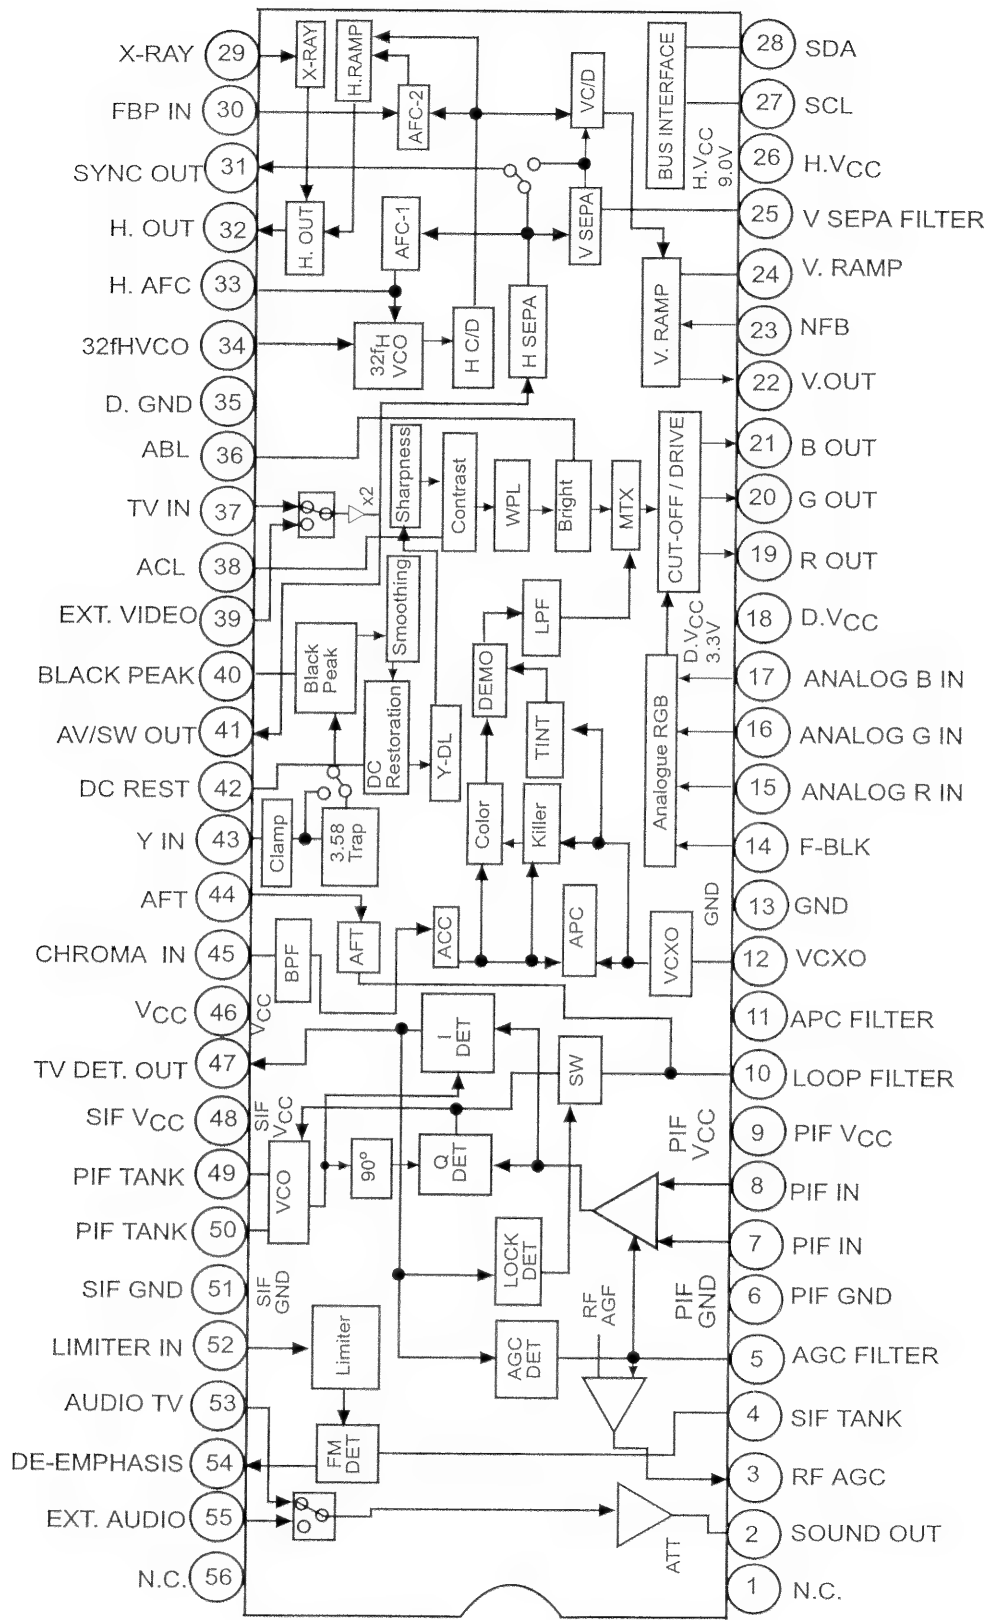 X-RAY 29
FBP IN 30
SYNC OUT 31
H. OUT 32
H. AFC 33
32fHVCO 34
D. GND 35
ABL 36
TV IN 37
ACL 38
EXT. VIDEO 39
BLACK PEAK 40
AV/SW OUT 41
DC REST 42
Y IN 43
AFT 44
CHROMA IN 45
VCC 46
TV DET. OUT 47
SIF VCC 48
PIF TANK 49
PIF TANK 50
SIF GND 51
LIMITER IN 52
AUDIO TV 53
DE-EMPHASIS 54
EXT. AUDIO 55
N.C. 56
X-RAY
H.RAMP
AFC-2
VC/D
BUS INTERFACE
H.VCC
9.0V
H. OUT
AFC-1
V SEPA
32fH
VCO
H C/D
H SEPA
V. RAMP
x2
Sharpness
Contrast
WPL
Bright
MTX
CUT-OFF / DRIVE
Smoothing
Black
Peak
DC
Restoration
Y-DL
DEMO
LPF
TINT
D.VCC
3.3V
Analogue RGB
Clamp
3.58
Trap
Color
Killer
AFT
BPF
ACC
APC
VCXO
GND
VCC
I
DET
SW
SIF
VCC
PIF
VCC
VCO
90°
Q
DET
LOCK
DET
SIF
GND
RF
AGF
PIF
GND
Limiter
AGC
DET
FM
DET
ATT
28 SDA
27 SCL
26 H.VCC
25 V SEPA FILTER
24 V. RAMP
23 NFB
22 V.OUT
21 B OUT
20 G OUT
19 R OUT
18 D.VCC
17 ANALOG B IN
16 ANALOG G IN
15 ANALOG R IN
14 F-BLK
13 GND
12 VCXO
11 APC FILTER
10 LOOP FILTER
9 PIF VCC
8 PIF IN
7 PIF IN
6 PIF GND
5 AGC FILTER
4 SIF TANK
3 RF AGC
2 SOUND OUT
1 N.C.